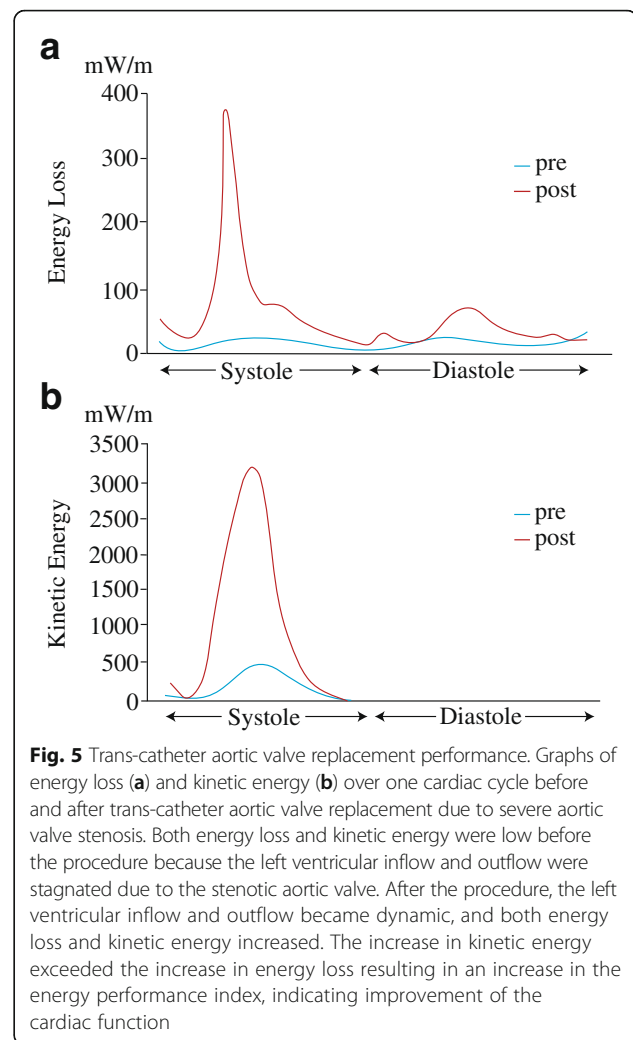 a
mW/m
400
300
200
100
0
Energy Loss
pre
post
Systole
Diastole
b
mW/m
3500
3000
2500
2000
1500
1000
500
0
Kinetic Energy
pre
post
Systole
Diastole
Fig. 5 Trans-catheter aortic valve replacement performance. Graphs of
energy loss (a) and kinetic energy (b) over one cardiac cycle before
and after trans-catheter aortic valve replacement due to severe aortic
valve stenosis. Both energy loss and kinetic energy were low before
the procedure because the left ventricular inflow and outflow were
stagnated due to the stenotic aortic valve. After the procedure, the left
ventricular inflow and outflow became dynamic, and both energy
loss and kinetic energy increased. The increase in kinetic energy
exceeded the increase in energy loss resulting in an increase in the
energy performance index, indicating improvement of the
cardiac function